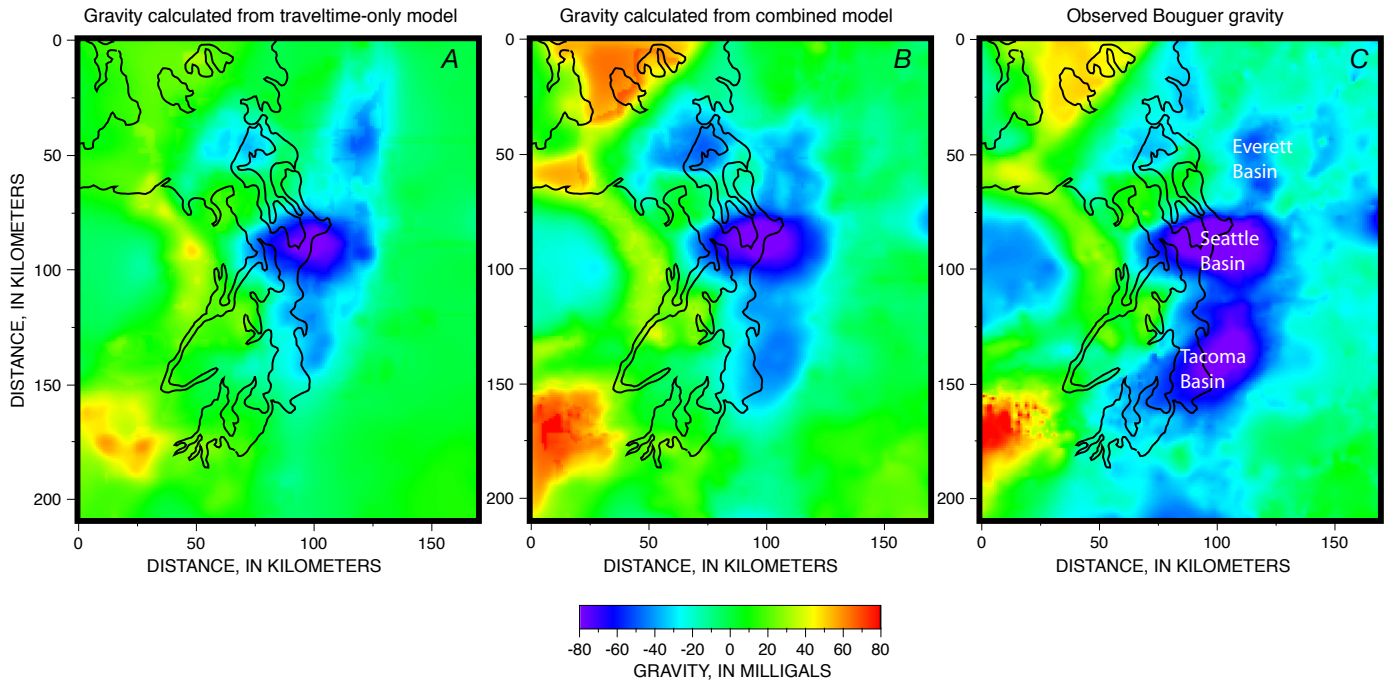 Gravity calculated from traveltime-only model
Gravity calculated from combined model
Observed Bouguer gravity
A
B
C
0
50
100
150
200
0
50
100
150
200
0
50
100
150
200
DISTANCE, IN KILOMETERS
Everett
Basin
Seattle
Basin
Tacoma
Basin
0
50
100
150
0
50
100
150
0
50
100
150
DISTANCE, IN KILOMETERS
DISTANCE, IN KILOMETERS
DISTANCE, IN KILOMETERS
-80 -60 -40 -20 0 20 40 60 80
GRAVITY, IN MILLIGALS